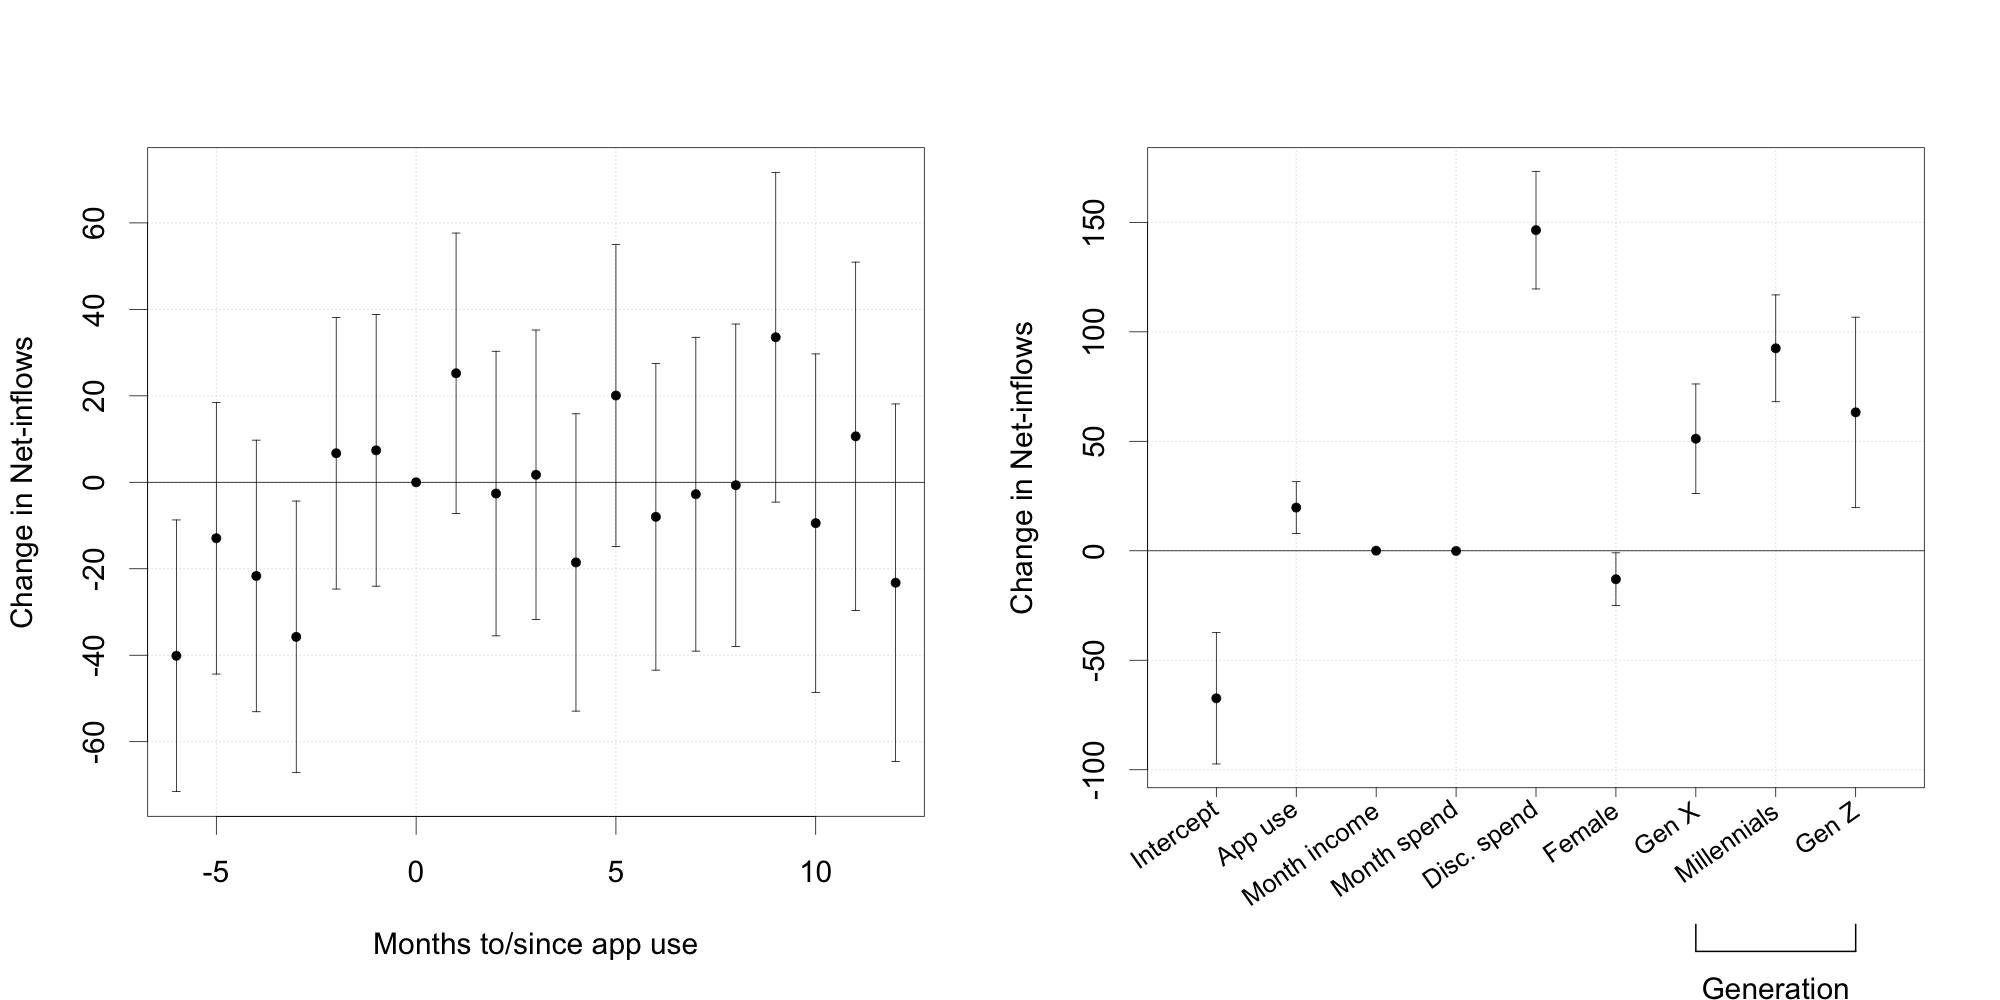 Change in Net-inflows
60
40
20
0
-20
-40
-60
-5
0
5
10
Months to/since app use
Change in Net-inflows
150
100
50
0
-50
-100
Intercept
App use
Month income
Month spend
Disc. spend
Female
Gen X
Millennials
Gen Z
Generation